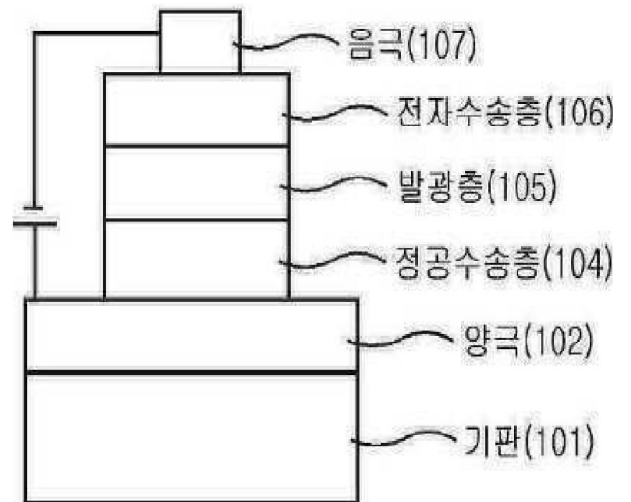 음극(107)
전자수송층(106)
발광층(105)
정공수송층(104)
양극(102)
기판(101)